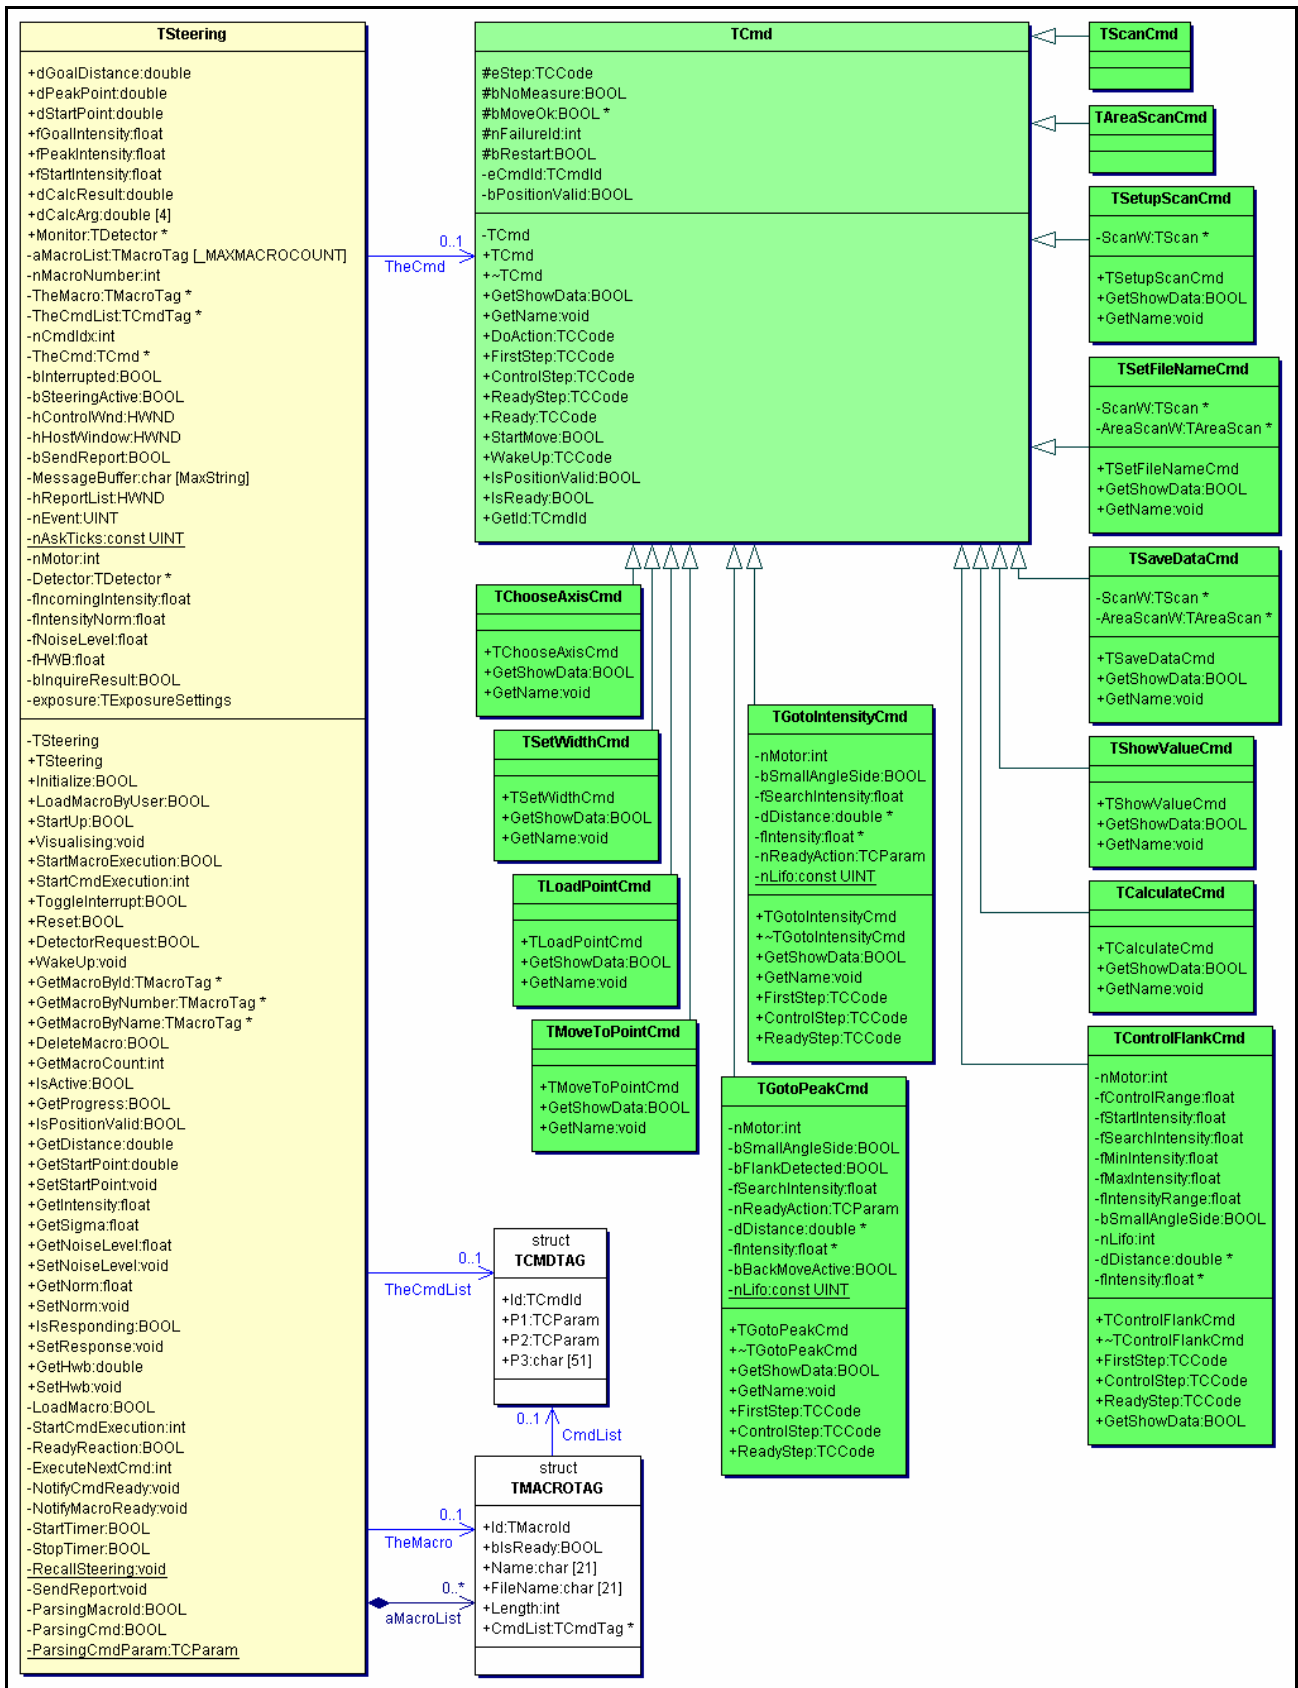 TSteering
+dGoalDistance:double
+dPeakPoint:double
+dStartPoint:double
+fGoalIntensity:float
+fPeakIntensity:float
+fStartIntensity:float
+dCalcResult:double
+dCalcArg:double [4]
+Monitor:TDetector *
-aMacroList:TMacroTag [_MAXMACROCOUNT]
-nMacroNumber:int
-TheMacro:TMacroTag *
-TheCmdList:TCmdTag *
-nCmdIdx:int
-TheCmd:TCmd *
-bInterrupted:BOOL
-bSteeringActive:BOOL
-hControlWnd:HWND
-hHostWindow:HWND
-bSendReport:BOOL
-MessageBuffer:char [MaxString]
-hReportList:HWND
-nEvent:UINT
-nAskTicks:const UINT
-nMotor:int
-Detector:TDetector *
-fIncomingIntensity:float
-fIntensityNorm:float
-fNoiseLevel:float
-fHWB:float
-bInquireResult:BOOL
-exposure:TExposureSettings
-TSteering
+TSteering
+Initialize:BOOL
+LoadMacroByUser:BOOL
+StartUp:BOOL
+Visualising:void
+StartMacroExecution:BOOL
+StartCmdExecution:int
+ToggleInterrupt:BOOL
+Reset:BOOL
+DetectorRequest:BOOL
+WakeUp:void
+GetMacroById:TMacroTag *
+GetMacroByNumber:TMacroTag *
+GetMacroByName:TMacroTag *
+DeleteMacro:BOOL
+GetMacroCount:int
+IsActive:BOOL
+GetProgress:BOOL
+IsPositionValid:BOOL
+GetDistance:double
+GetStartPoint:double
+SetStartPoint:void
+GetIntensity:float
+GetSigma:float
+GetNoiseLevel:float
+SetNoiseLevel:void
+GetNorm:float
+SetNorm:void
+IsResponding:BOOL
+SetResponse:void
+GetHwb:double
+SetHwb:void
-LoadMacro:BOOL
-StartCmdExecution:int
-ReadyReaction:BOOL
-ExecuteNextCmd:int
-NotifyCmdReady:void
-NotifyMacroReady:void
-StartTimer:BOOL
-StopTimer:BOOL
-RecallSteering:void
-SendReport:void
-ParsingMacroId:BOOL
-ParsingCmd:BOOL
-ParsingCmdParam:TCParam
0..1
TheCmd
0..1
TheCmdList
0..1
TheMacro
0..*
aMacroList
TCmd
#eStep:TCCode
#bNoMeasure:BOOL
#bMoveOk:BOOL *
#nFailureId:int
#bRestart:BOOL
-eCmdId:TCmdId
-bPositionValid:BOOL
-TCmd
+TCmd
+~TCmd
+GetShowData:BOOL
+GetName:void
+DoAction:TCCode
+FirstStep:TCCode
+ControlStep:TCCode
+ReadyStep:TCCode
+Ready:TCCode
+StartMove:BOOL
+WakeUp:TCCode
+IsPositionValid:BOOL
+IsReady:BOOL
+GetId:TCmdId
TChooseAxisCmd
+TChooseAxisCmd
+GetShowData:BOOL
+GetName:void
TSetWidthCmd
+TSetWidthCmd
+GetShowData:BOOL
+GetName:void
TLoadPointCmd
+TLoadPointCmd
+GetShowData:BOOL
+GetName:void
TMoveToPointCmd
+TMoveToPointCmd
+GetShowData:BOOL
+GetName:void
struct
TCMDTAG
+Id:TCmdId
+P1:TCParam
+P2:TCParam
+P3:char [51]
0..1
CmdList
struct
TMACROTAG
+Id:TMacroId
+bIsReady:BOOL
+Name:char [21]
+FileName:char [21]
+Length:int
+CmdList:TCmdTag *
TGotoIntensityCmd
-nMotor:int
-bSmallAngleSide:BOOL
-fSearchIntensity:float
-dDistance:double *
-fIntensity:float *
-nReadyAction:TCParam
-nLifo:const UINT
+TGotoIntensityCmd
+~TGotoIntensityCmd
+GetShowData:BOOL
+GetName:void
+FirstStep:TCCode
+ControlStep:TCCode
+ReadyStep:TCCode
TGotoPeakCmd
-nMotor:int
-bSmallAngleSide:BOOL
-bFlankDetected:BOOL
-fSearchIntensity:float
-nReadyAction:TCParam
-dDistance:double *
-fIntensity:float *
-bBackMoveActive:BOOL
-nLifo:const UINT
+TGotoPeakCmd
+~TGotoPeakCmd
+GetShowData:BOOL
+GetName:void
+FirstStep:TCCode
+ControlStep:TCCode
+ReadyStep:TCCode
TScanCmd
TAreaScanCmd
TSetupScanCmd
-ScanW:TScan *
+TSetupScanCmd
+GetShowData:BOOL
+GetName:void
TSetFileNameCmd
-ScanW:TScan *
-AreaScanW:TAreaScan *
+TSetFileNameCmd
+GetShowData:BOOL
+GetName:void
TSaveDataCmd
-ScanW:TScan *
-AreaScanW:TAreaScan *
+TSaveDataCmd
+GetShowData:BOOL
+GetName:void
TShowValueCmd
+TShowValueCmd
+GetShowData:BOOL
+GetName:void
TCalculateCmd
+TCalculateCmd
+GetShowData:BOOL
+GetName:void
TControlFlankCmd
-nMotor:int
-fControlRange:float
-fStartIntensity:float
-fSearchIntensity:float
-fMinIntensity:float
-fMaxIntensity:float
-fIntensityRange:float
-bSmallAngleSide:BOOL
-nLifo:int
-dDistance:double *
-fIntensity:float *
+TControlFlankCmd
+~TControlFlankCmd
+FirstStep:TCCode
+ControlStep:TCCode
+ReadyStep:TCCode
+GetShowData:BOOL